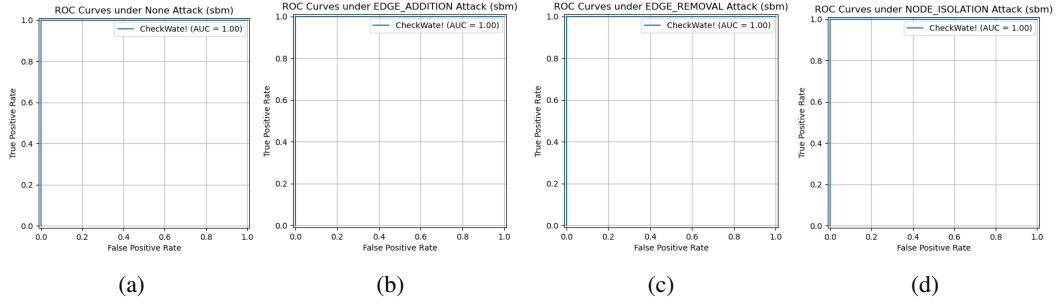 ROC Curves under None Attack (sbm)
1.0
0.8
0.6
0.4
0.2
0.0
True Positive Rate
CheckWate! (AUC = 1.00)
0.0 0.2 0.4 0.6 0.8 1.0
False Positive Rate
(a)
ROC Curves under EDGE_ADDITION Attack (sbm)
1.0
0.8
0.6
0.4
0.2
0.0
True Positive Rate
CheckWate! (AUC = 1.00)
0.0 0.2 0.4 0.6 0.8 1.0
False Positive Rate
(b)
ROC Curves under EDGE_REMOVAL Attack (sbm)
1.0
0.8
0.6
0.4
0.2
0.0
True Positive Rate
CheckWate! (AUC = 1.00)
0.0 0.2 0.4 0.6 0.8 1.0
False Positive Rate
(c)
ROC Curves under NODE_ISOLATION Attack (sbm)
1.0
0.8
0.6
0.4
0.2
0.0
True Positive Rate
CheckWate! (AUC = 1.00)
0.0 0.2 0.4 0.6 0.8 1.0
False Positive Rate
(d)